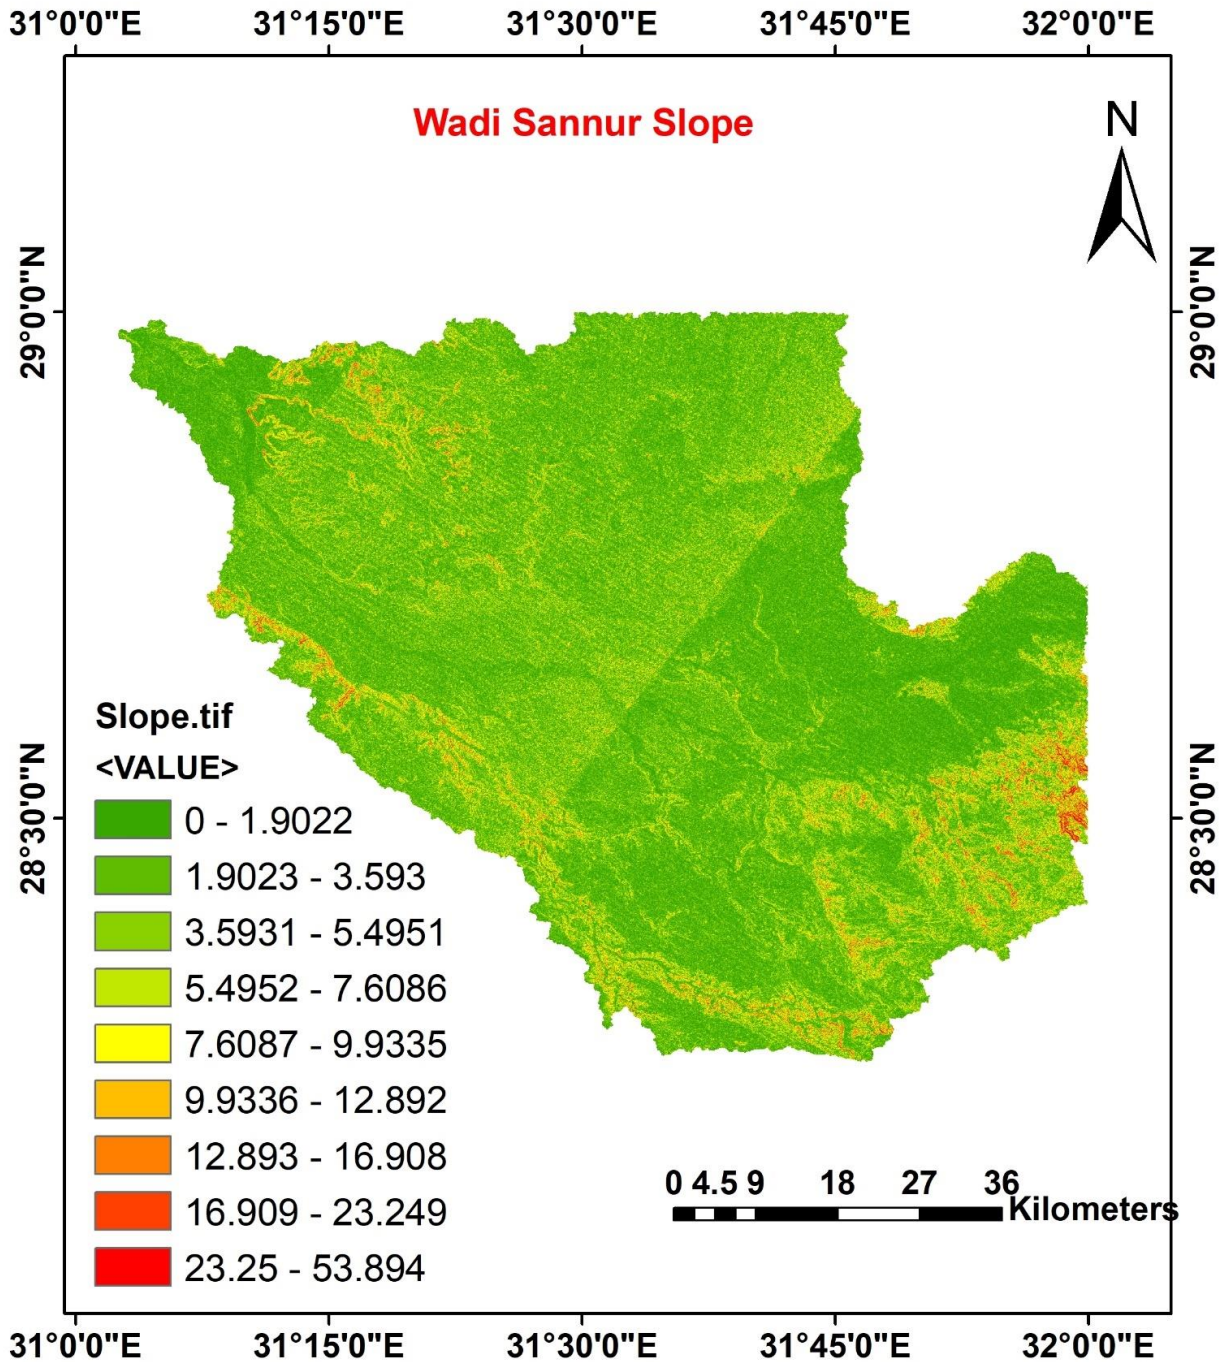 31°0'0"E 31°15'0"E 31°30'0"E 31°45'0"E 32°0'0"E
Wadi Sannur Slope
N
29°0'0"N
29°0'0"N
28°30'0"N
28°30'0"N
Slope.tif
<VALUE>
0 - 1.9022
1.9023 - 3.593
3.5931 - 5.4951
5.4952 - 7.6086
7.6087 - 9.9335
9.9336 - 12.892
12.893 - 16.908
16.909 - 23.249
23.25 - 53.894
0 4.5 9 18 27 36
Kilometers
31°0'0"E 31°15'0"E 31°30'0"E 31°45'0"E 32°0'0"E